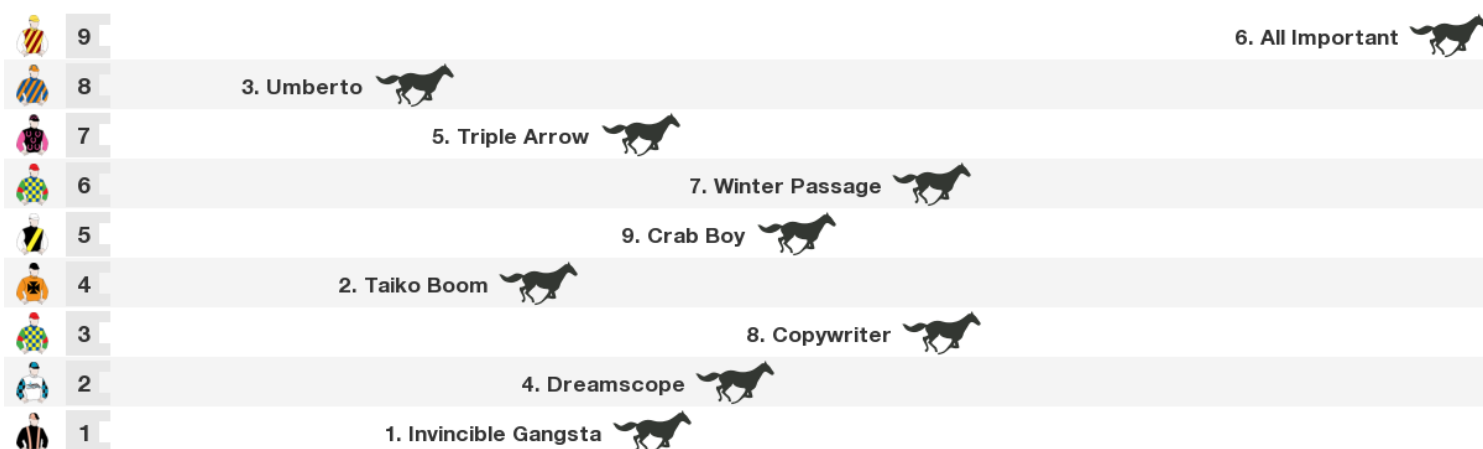 9 6. All Important
8 3. Umberto
7 5. Triple Arrow
6 7. Winter Passage
5 9. Crab Boy
4 2. Taiko Boom
3 8. Copywriter
2 4. Dreamscope
1 1. Invincible Gangsta